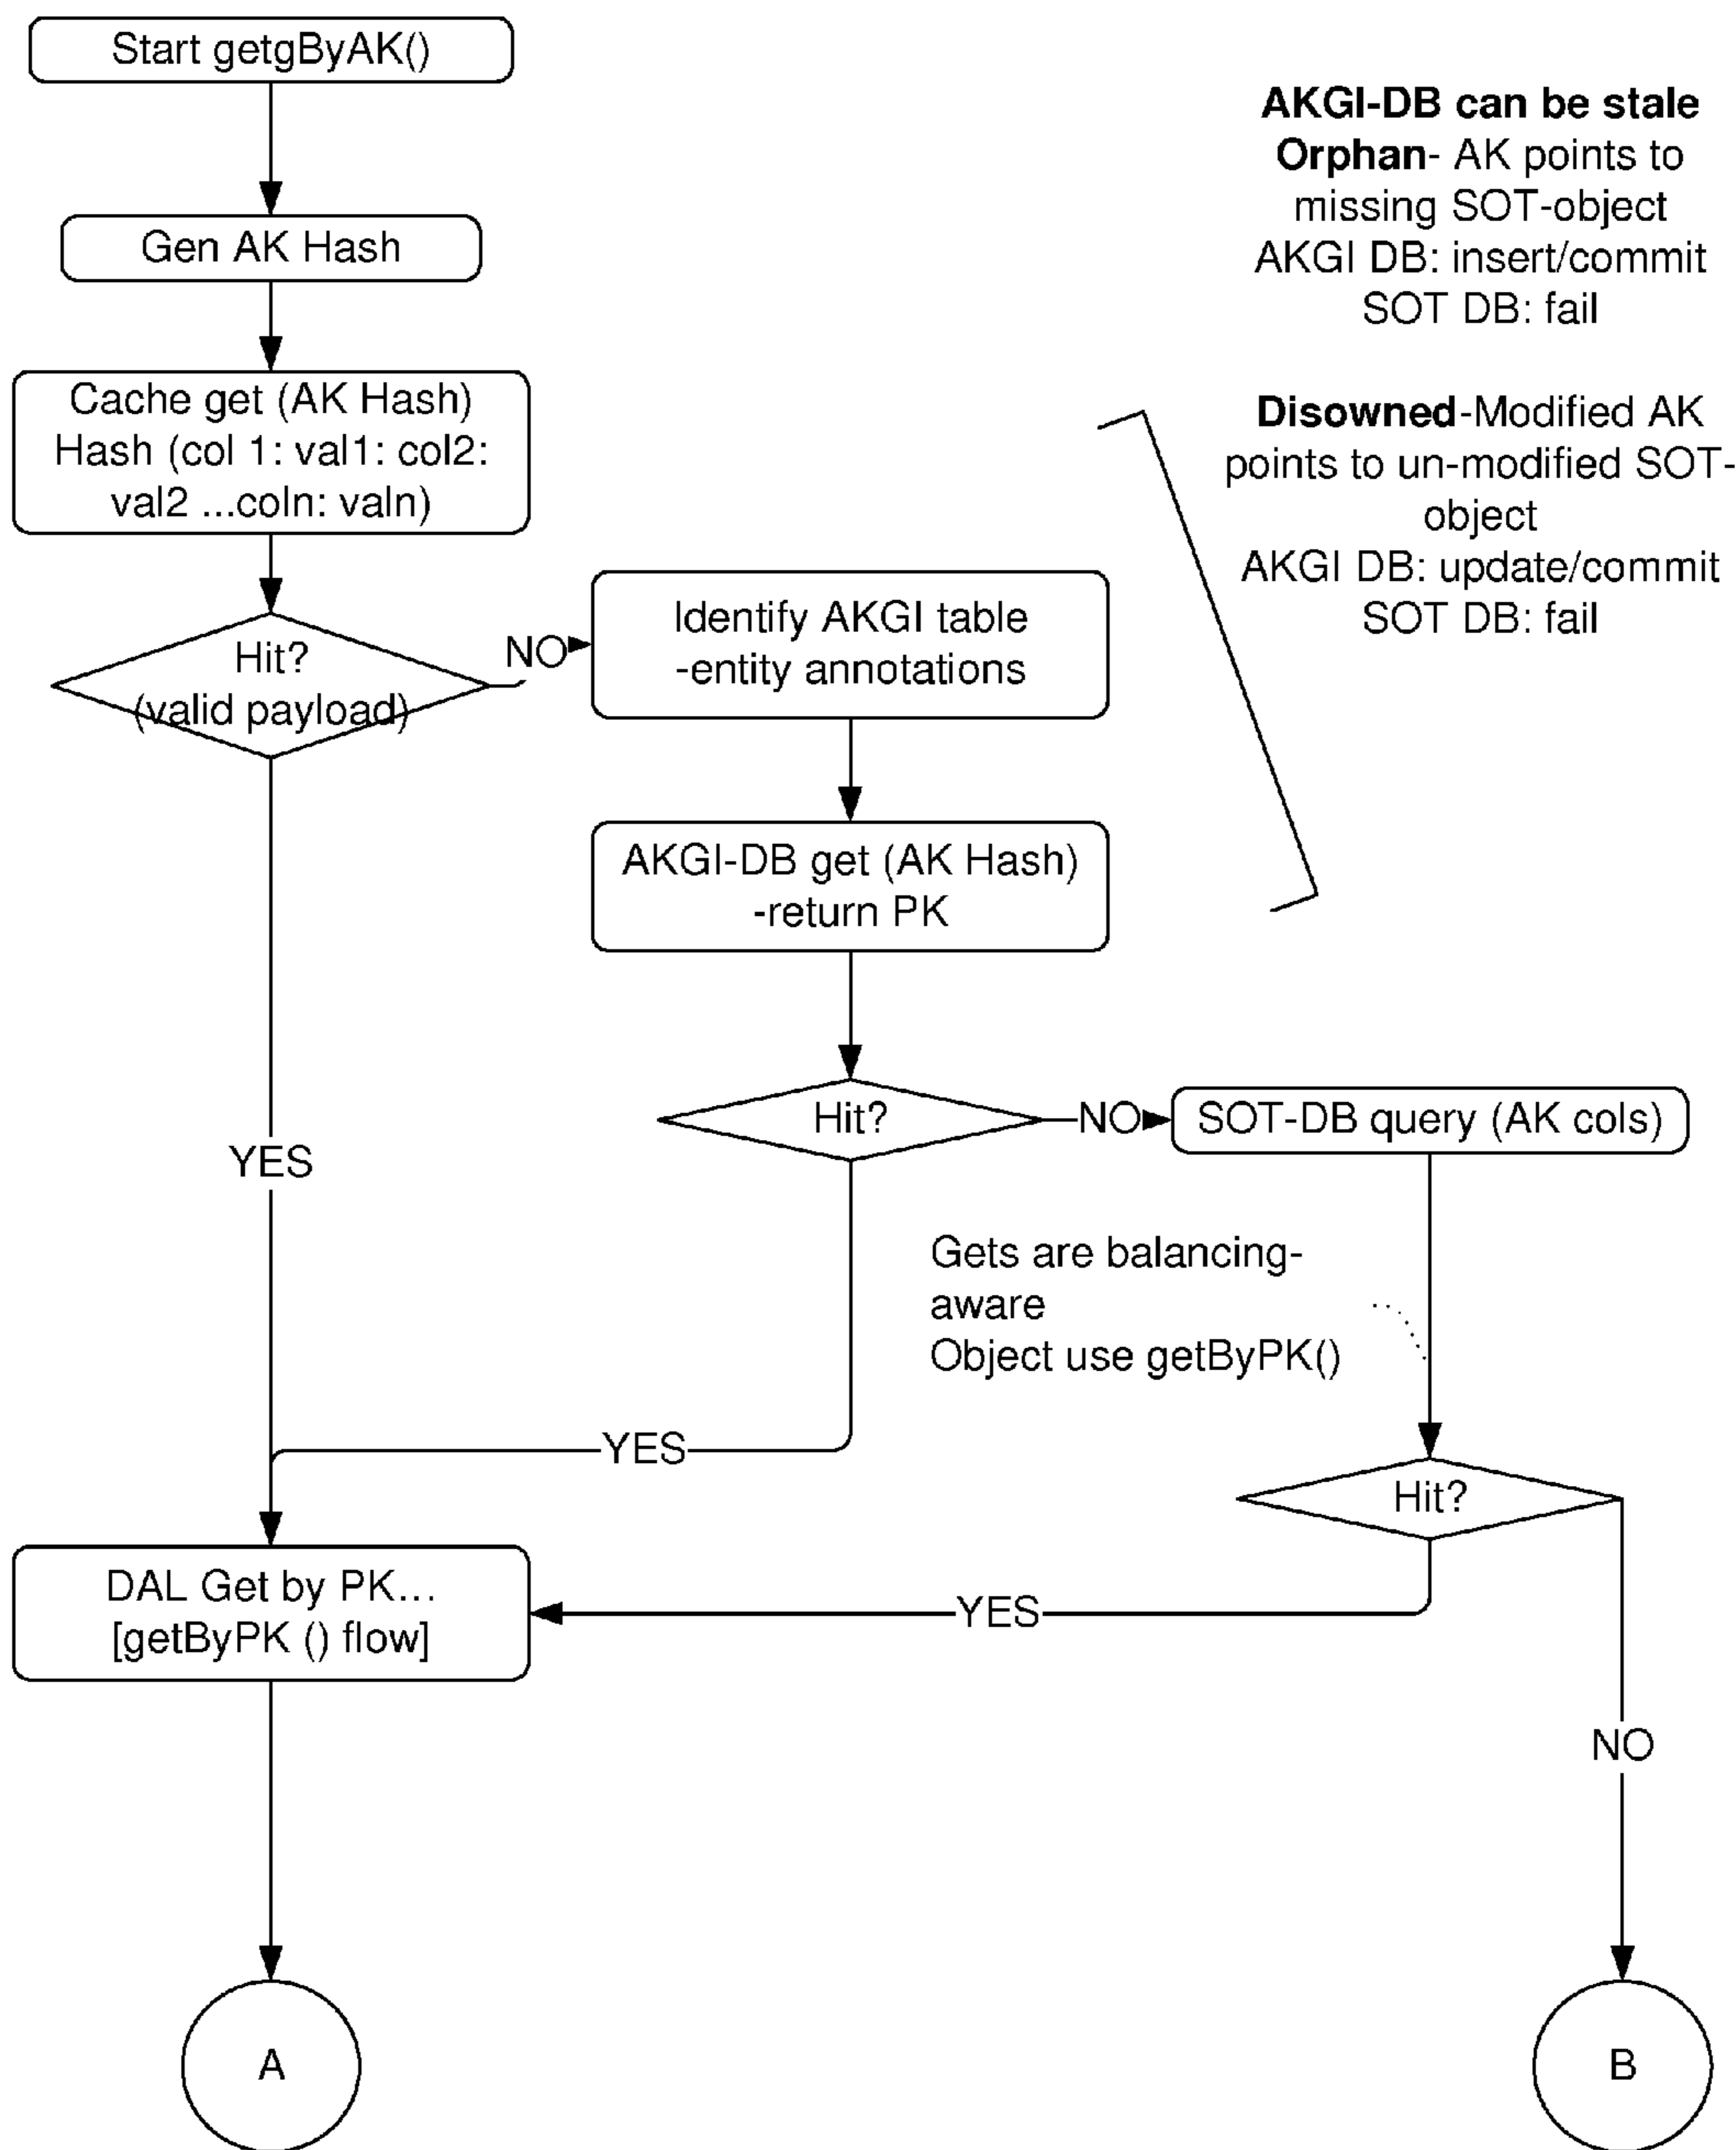 Start getgByAK()
Gen AK Hash
Cache get (AK Hash)
Hash (col 1: val1: col2:
val2 ...coln: valn)
Hit?
(valid payload)
NO
Identify AKGI table
-entity annotations
AKGI-DB get (AK Hash)
-return PK
AKGI-DB can be stale
Orphan- AK points to
missing SOT-object
AKGI DB: insert/commit
SOT DB: fail
Disowned-Modified AK
points to un-modified SOT-
object
AKGI DB: update/commit
SOT DB: fail
Hit?
NO
SOT-DB query (AK cols)
YES
Gets are balancing-
aware
Object use getByPK()
YES
Hit?
DAL Get by PK...
[getByPK () flow]
YES
NO
A
B